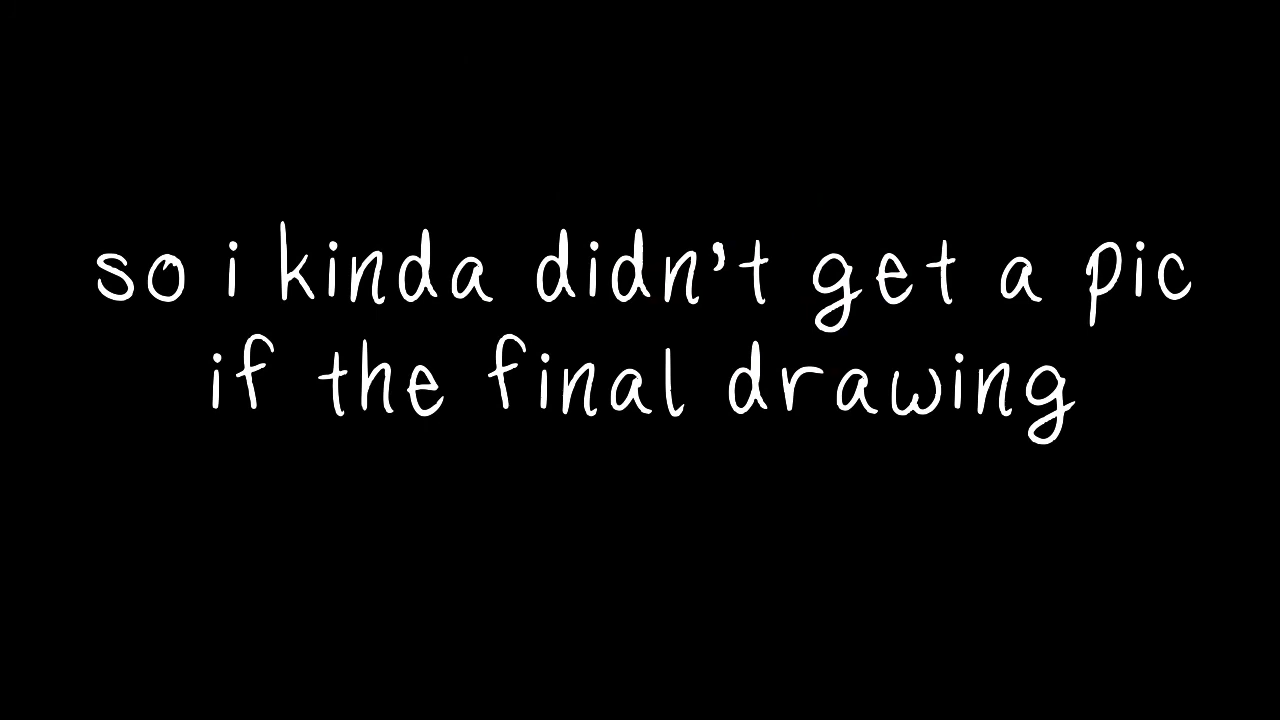 so i kinda didn't get a pic
if the final drawing